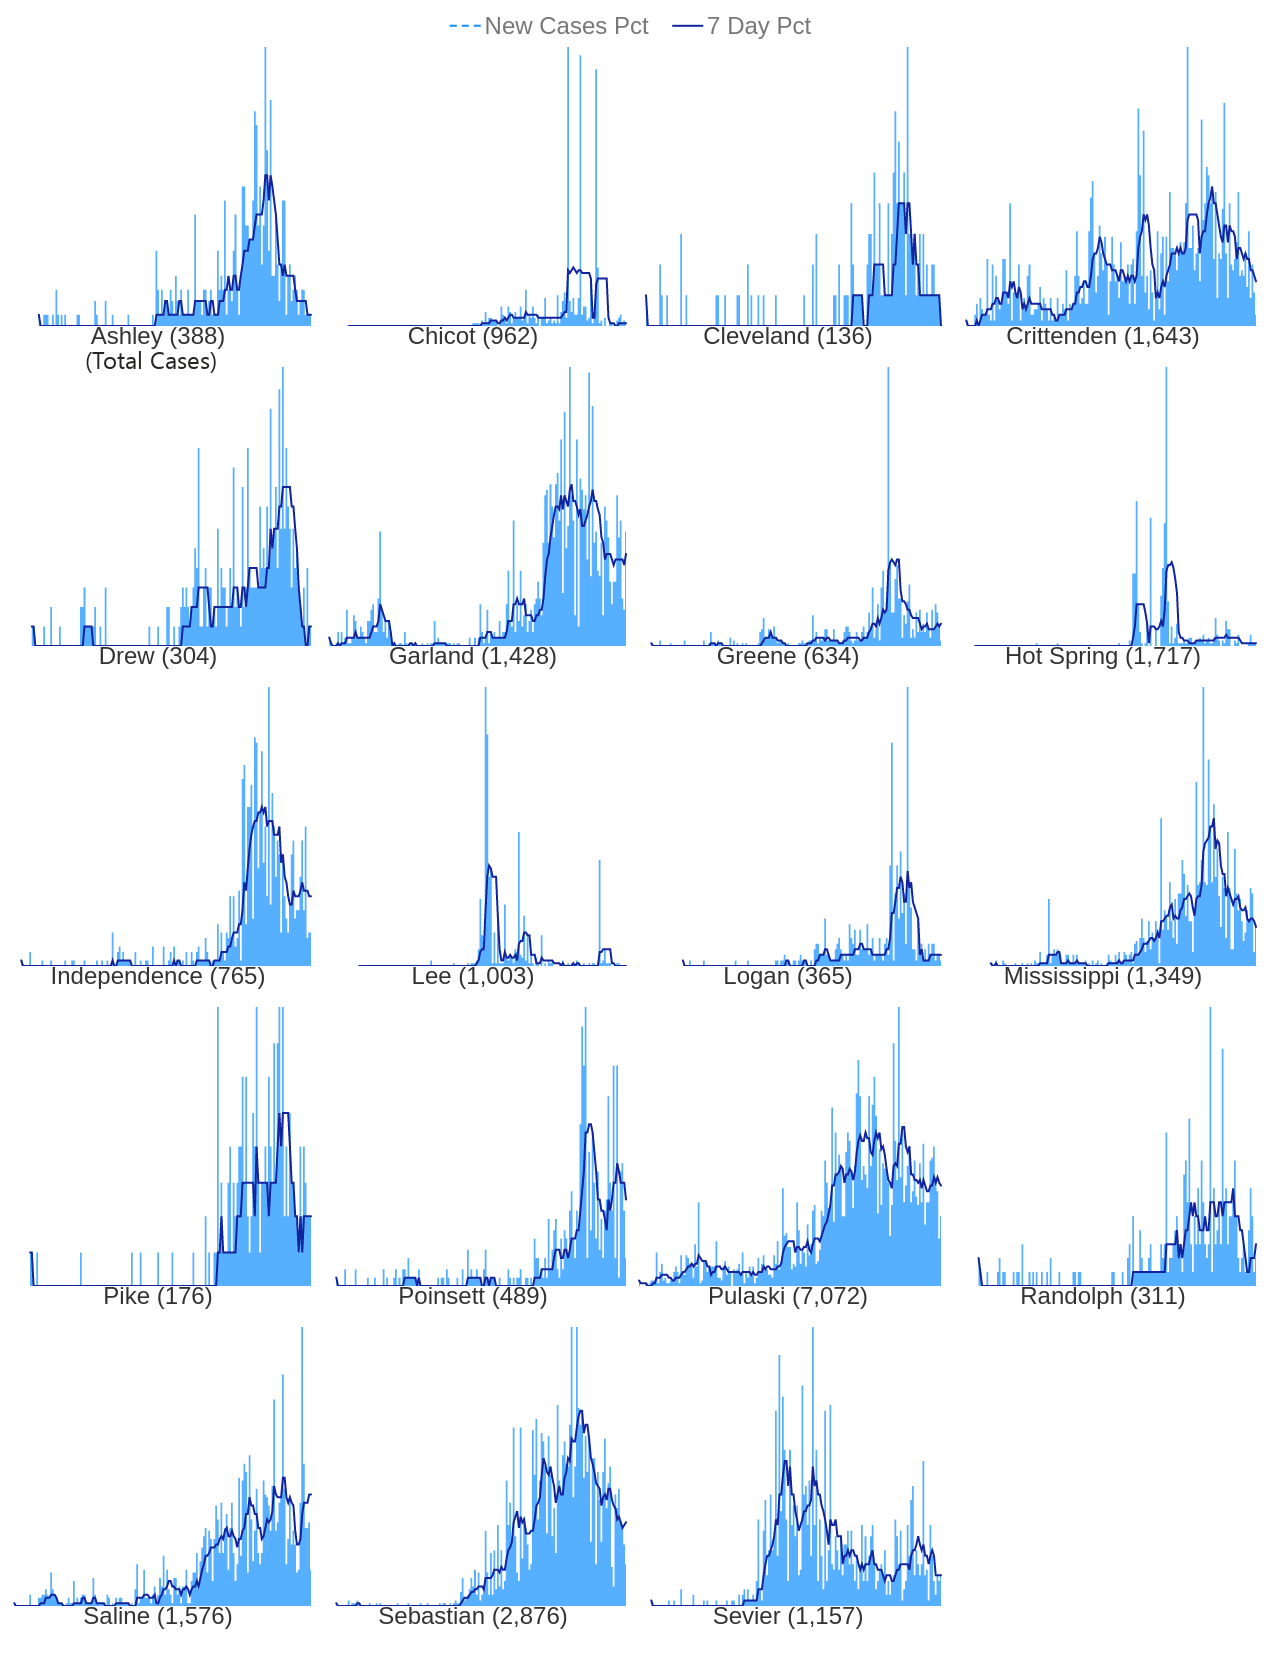 New Cases Pct 7 Day Pct
Ashley (388) Chicot (962) Cleveland (136) Crittenden (1,643)
(Total Cases)
Drew (304) Garland (1,428) Greene (634) Hot Spring (1,717)
Independence (765) Lee (1,003) Logan (365) Mississippi (1,349)
Pike (176) Poinsett (489) Pulaski (7,072) Randolph (311)
Saline (1,576) Sebastian (2,876) Sevier (1,157)